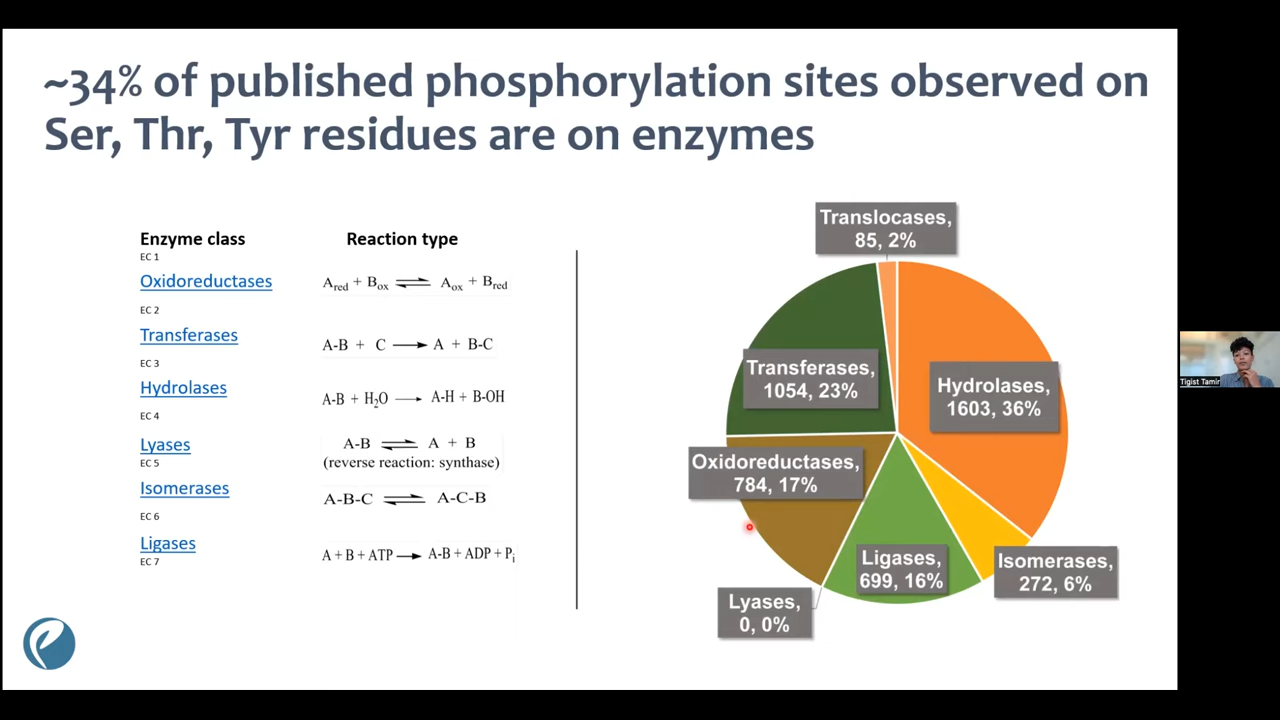 ~34% of published phosphorylation sites observed on
Ser, Thr, Tyr residues are on enzymes
Enzyme class
Reaction type
EC 1
Oxidoreductases
A_red + B_ox ⇌ A_ox + B_red
EC 2
Transferases
A-B + C ⟶ A + B-C
EC 3
Hydrolases
A-B + H₂O ⟶ A-H + B-OH
EC 4
Lyases
A-B ⇌ A + B
(reverse reaction: synthase)
EC 5
Isomerases
A-B-C ⇌ A-C-B
EC 6
Ligases
A + B + ATP ⟶ A-B + ADP + Pᵢ
EC 7
Translocases,
85, 2%
Transferases,
1054, 23%
Hydrolases,
1603, 36%
Oxidoreductases,
784, 17%
Ligases,
699, 16%
Isomerases,
272, 6%
Lyases,
0, 0%
Tigist Tamir